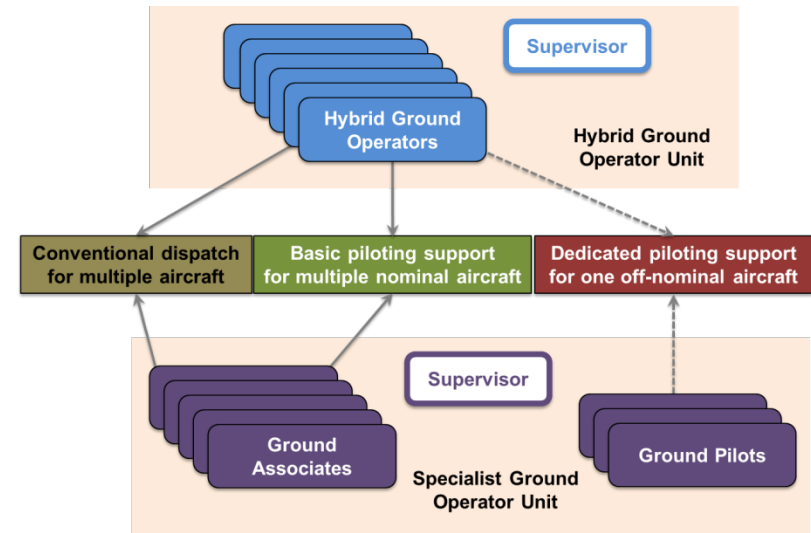 Supervisor
Hybrid Ground
Operators
Hybrid Ground
Operator Unit
Conventional dispatch
for multiple aircraft
Basic piloting support
for multiple nominal aircraft
Dedicated piloting support
for one off-nominal aircraft
Supervisor
Ground
Associates
Ground Pilots
Specialist Ground
Operator Unit